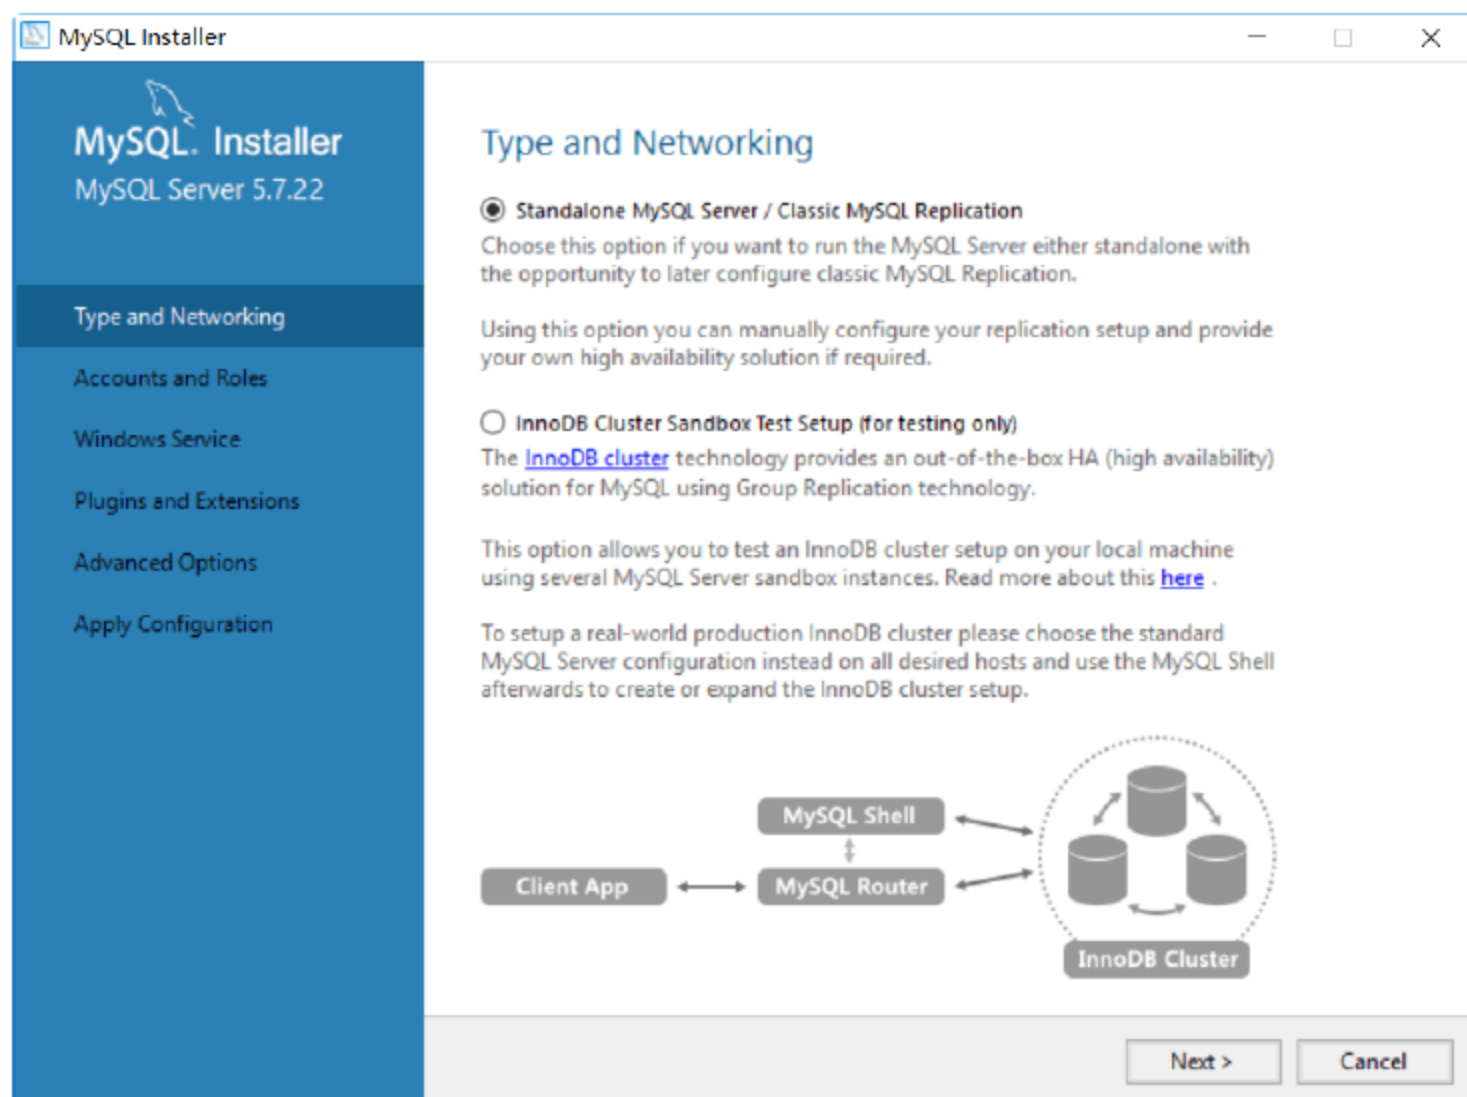 MySQL Installer
MySQL. Installer
MySQL Server 5.7.22
Type and Networking
Accounts and Roles
Windows Service
Plugins and Extensions
Advanced Options
Apply Configuration
Type and Networking
Standalone MySQL Server / Classic MySQL Replication
Choose this option if you want to run the MySQL Server either standalone with
the opportunity to later configure classic MySQL Replication.
Using this option you can manually configure your replication setup and provide
your own high availability solution if required.
InnoDB Cluster Sandbox Test Setup (for testing only)
The InnoDB cluster technology provides an out-of-the-box HA (high availability)
solution for MySQL using Group Replication technology.
This option allows you to test an InnoDB cluster setup on your local machine
using several MySQL Server sandbox instances. Read more about this here .
To setup a real-world production InnoDB cluster please choose the standard
MySQL Server configuration instead on all desired hosts and use the MySQL Shell
afterwards to create or expand the InnoDB cluster setup.
MySQL Shell
Client App
MySQL Router
InnoDB Cluster
Next >
Cancel